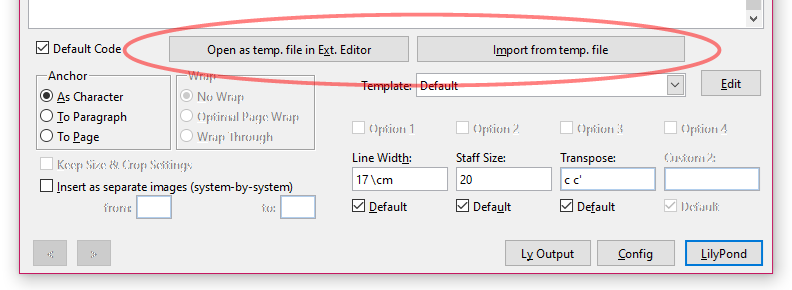 Default Code
Open as temp. file in Ext. Editor
Import from temp. file
Anchor
As Character
To Paragraph
To Page
Wrap
No Wrap
Optimal Page Wrap
Wrap Through
Template: Default
Edit
Option 1 Option 2 Option 3 Option 4
Keep Size & Crop Settings
Line Width: Staff Size: Transpose: Custom 2:
17 \cm 20 c c'
Insert as separate images (system-by-system)
from: to:
Default Default Default Default
« »
Ly Output Config LilyPond